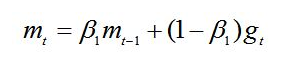 m_t = β_1 m_{t−1} + (1 − β_1) g_t